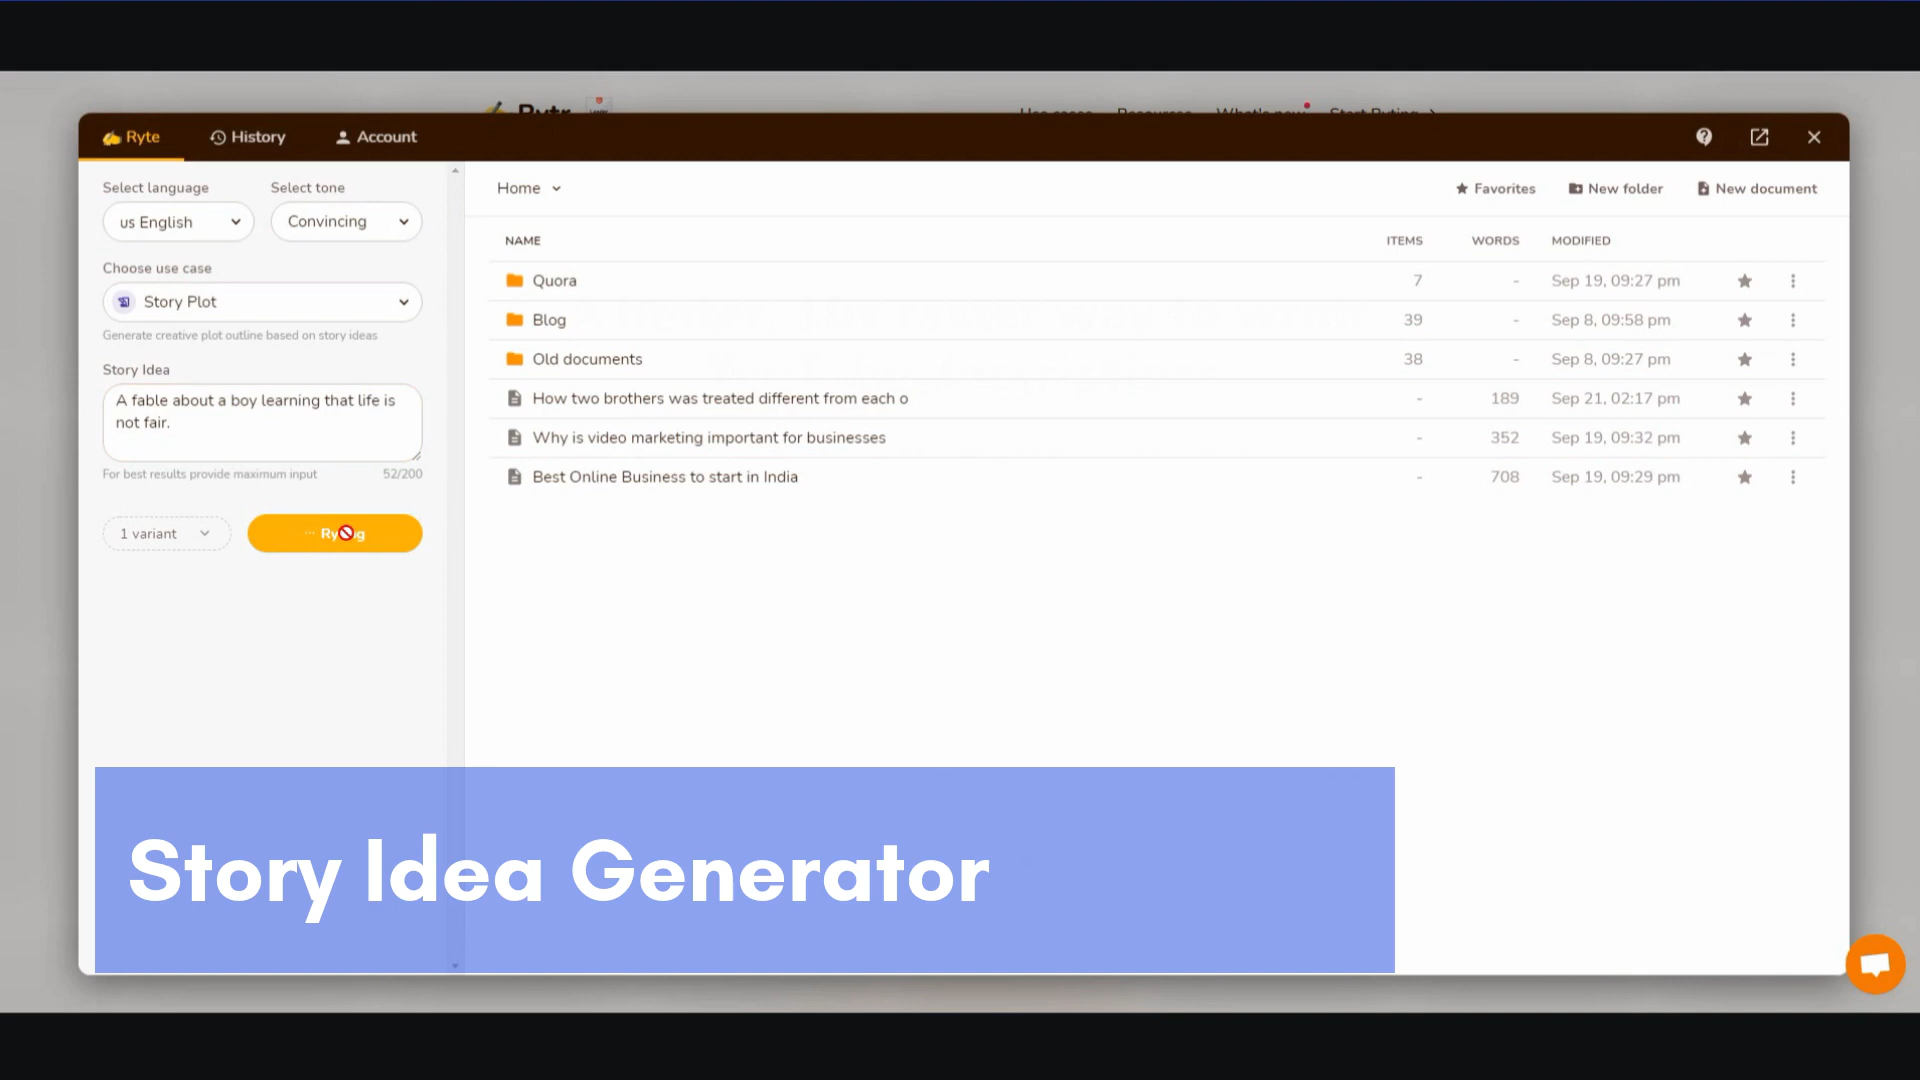 Ryte
History
Account
Select language
Select tone
us English
Convincing
Choose use case
Story Plot
Generate creative plot outline based on story ideas
Story Idea
A fable about a boy learning that life is
not fair.
For best results provide maximum input 52/200
1 variant
Home
Favorites
New folder
New document
NAME ITEMS WORDS MODIFIED
Quora 7 - Sep 19, 09:27 pm
Blog 39 - Sep 8, 09:58 pm
Old documents 38 - Sep 8, 09:27 pm
How two brothers was treated different from each o - 189 Sep 21, 02:17 pm
Why is video marketing important for businesses - 352 Sep 19, 09:32 pm
Best Online Business to start in India - 708 Sep 19, 09:29 pm
Story Idea Generator